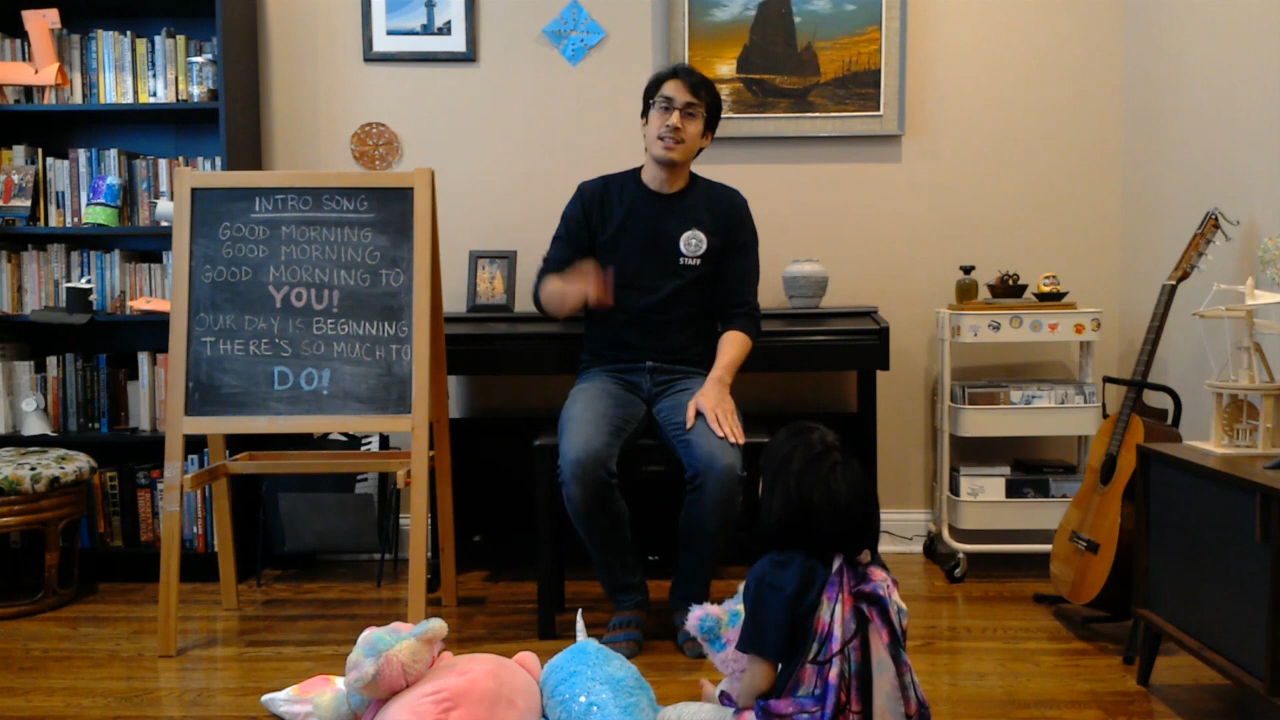 INTRO SONG
GOOD MORNING
GOOD MORNING
GOOD MORNING TO
YOU!
OUR DAY IS BEGINNING
THERE'S SO MUCH TO
DO!
STAFF